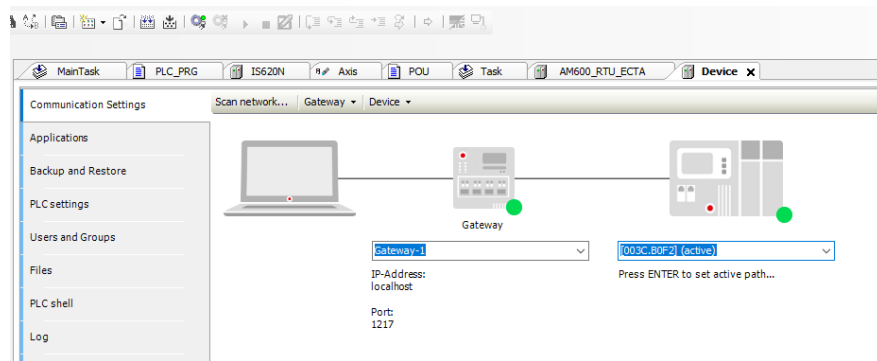 MainTask PLC_PRG IS620N Axis POU Task AM600_RTU_ECTA Device
Communication Settings Scan network... Gateway Device
Applications
Backup and Restore
PLC settings
Users and Groups
Files
PLC shell
Log
Gateway
Gateway-1 [003C.B0F2] (active)
IP-Address: Press ENTER to set active path...
localhost
Port:
1217